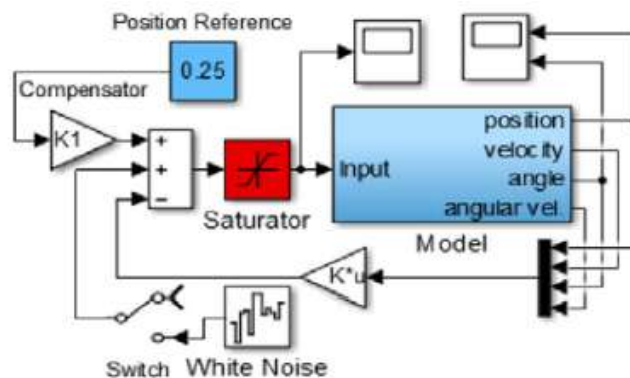 Position Reference
0.25
Compensator
K1
+
+
−
Saturator
Input
position
velocity
angle
angular vel.
Model
K*u
Switch
White Noise